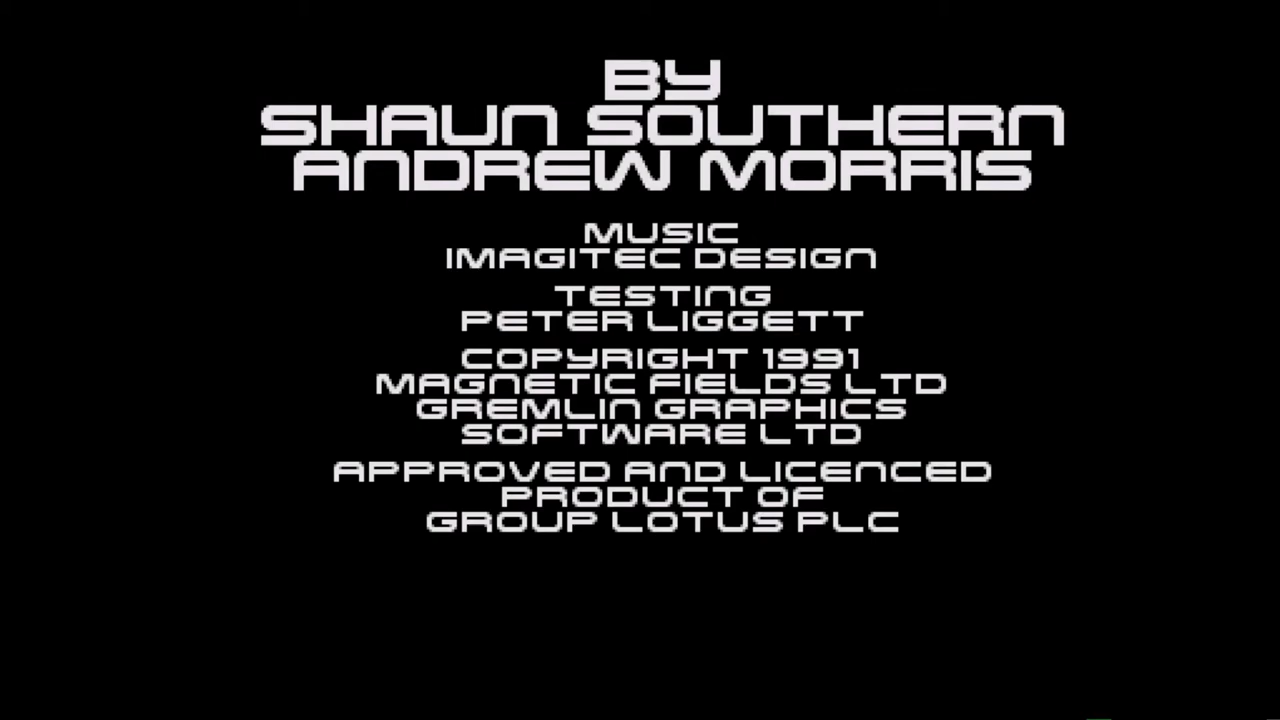 BY
SHAUN SOUTHERN
ANDREW MORRIS
MUSIC
IMAGITEC DESIGN
TESTING
PETER LIGGETT
COPYRIGHT 1991
MAGNETIC FIELDS LTD
GREMLIN GRAPHICS
SOFTWARE LTD
APPROVED AND LICENCED
PRODUCT OF
GROUP LOTUS PLC